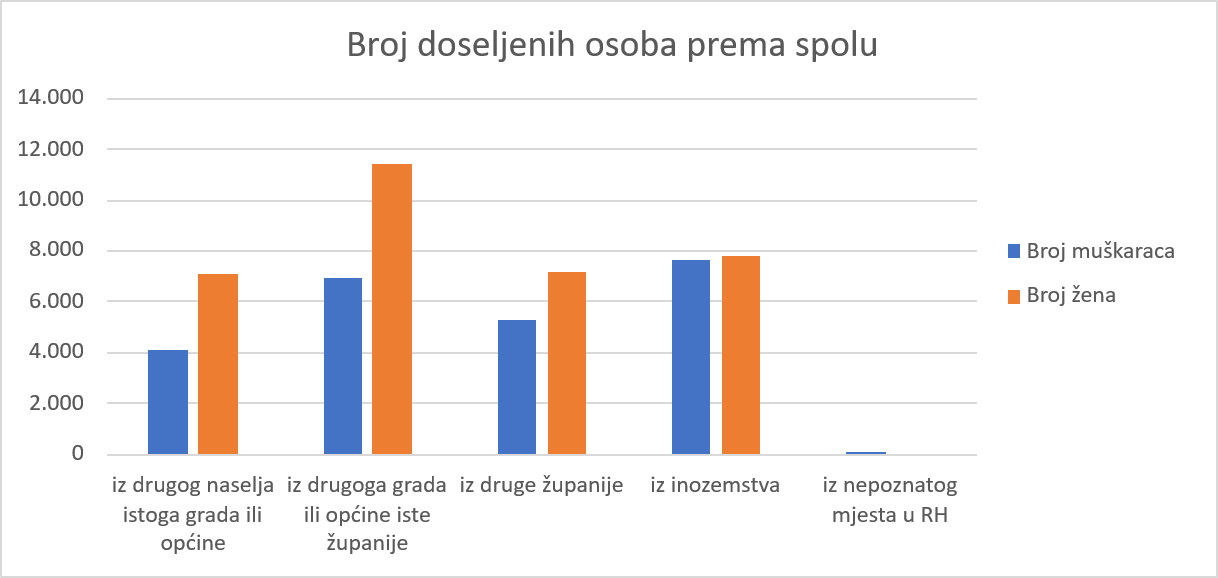 Broj doseljenih osoba prema spolu
14.000
12.000
10.000
8.000
6.000
4.000
2.000
0
Broj muškaraca
Broj žena
iz drugog naselja
istoga grada ili
općine
iz drugoga grada
ili općine iste
županije
iz druge županije
iz inozemstva
iz nepoznatog
mjesta u RH